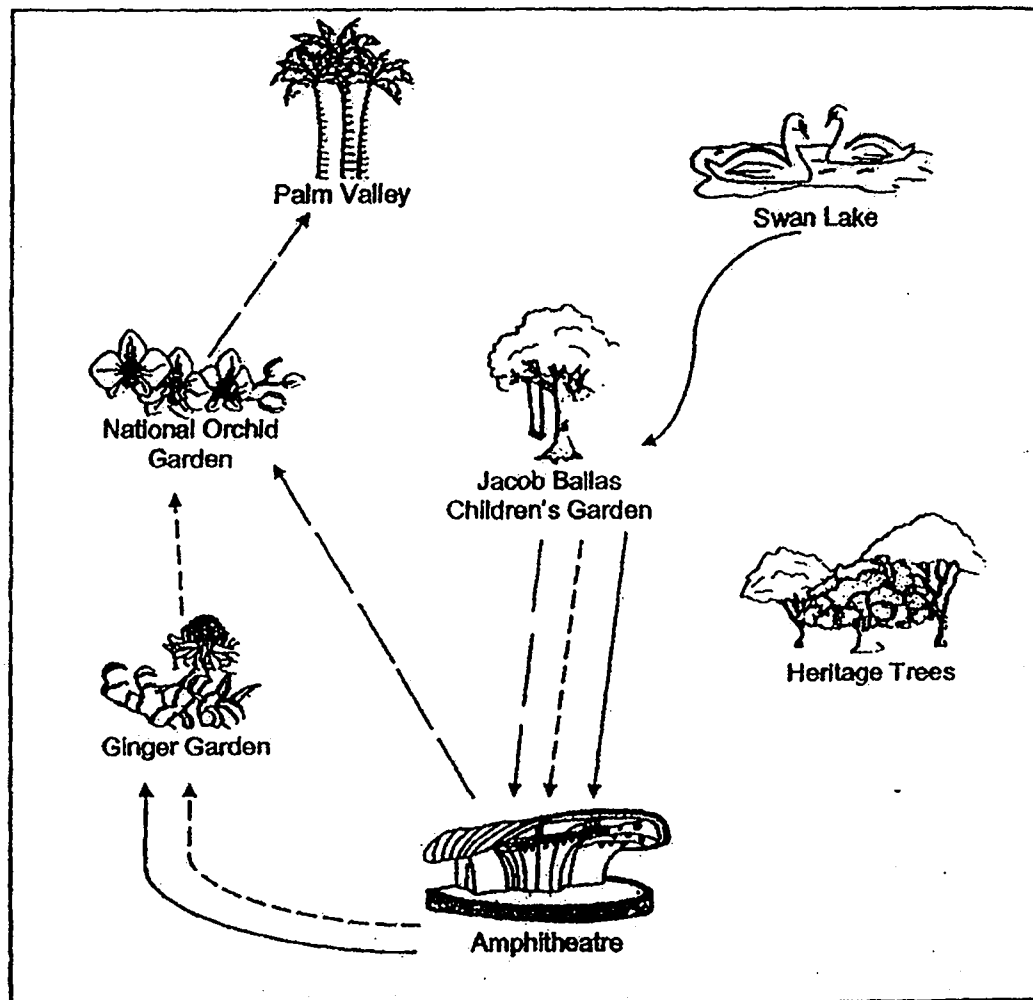 Palm Valley
Swan Lake
National Orchid
Garden
Jacob Ballas
Children's Garden
Heritage Trees
Ginger Garden
Amphitheatre